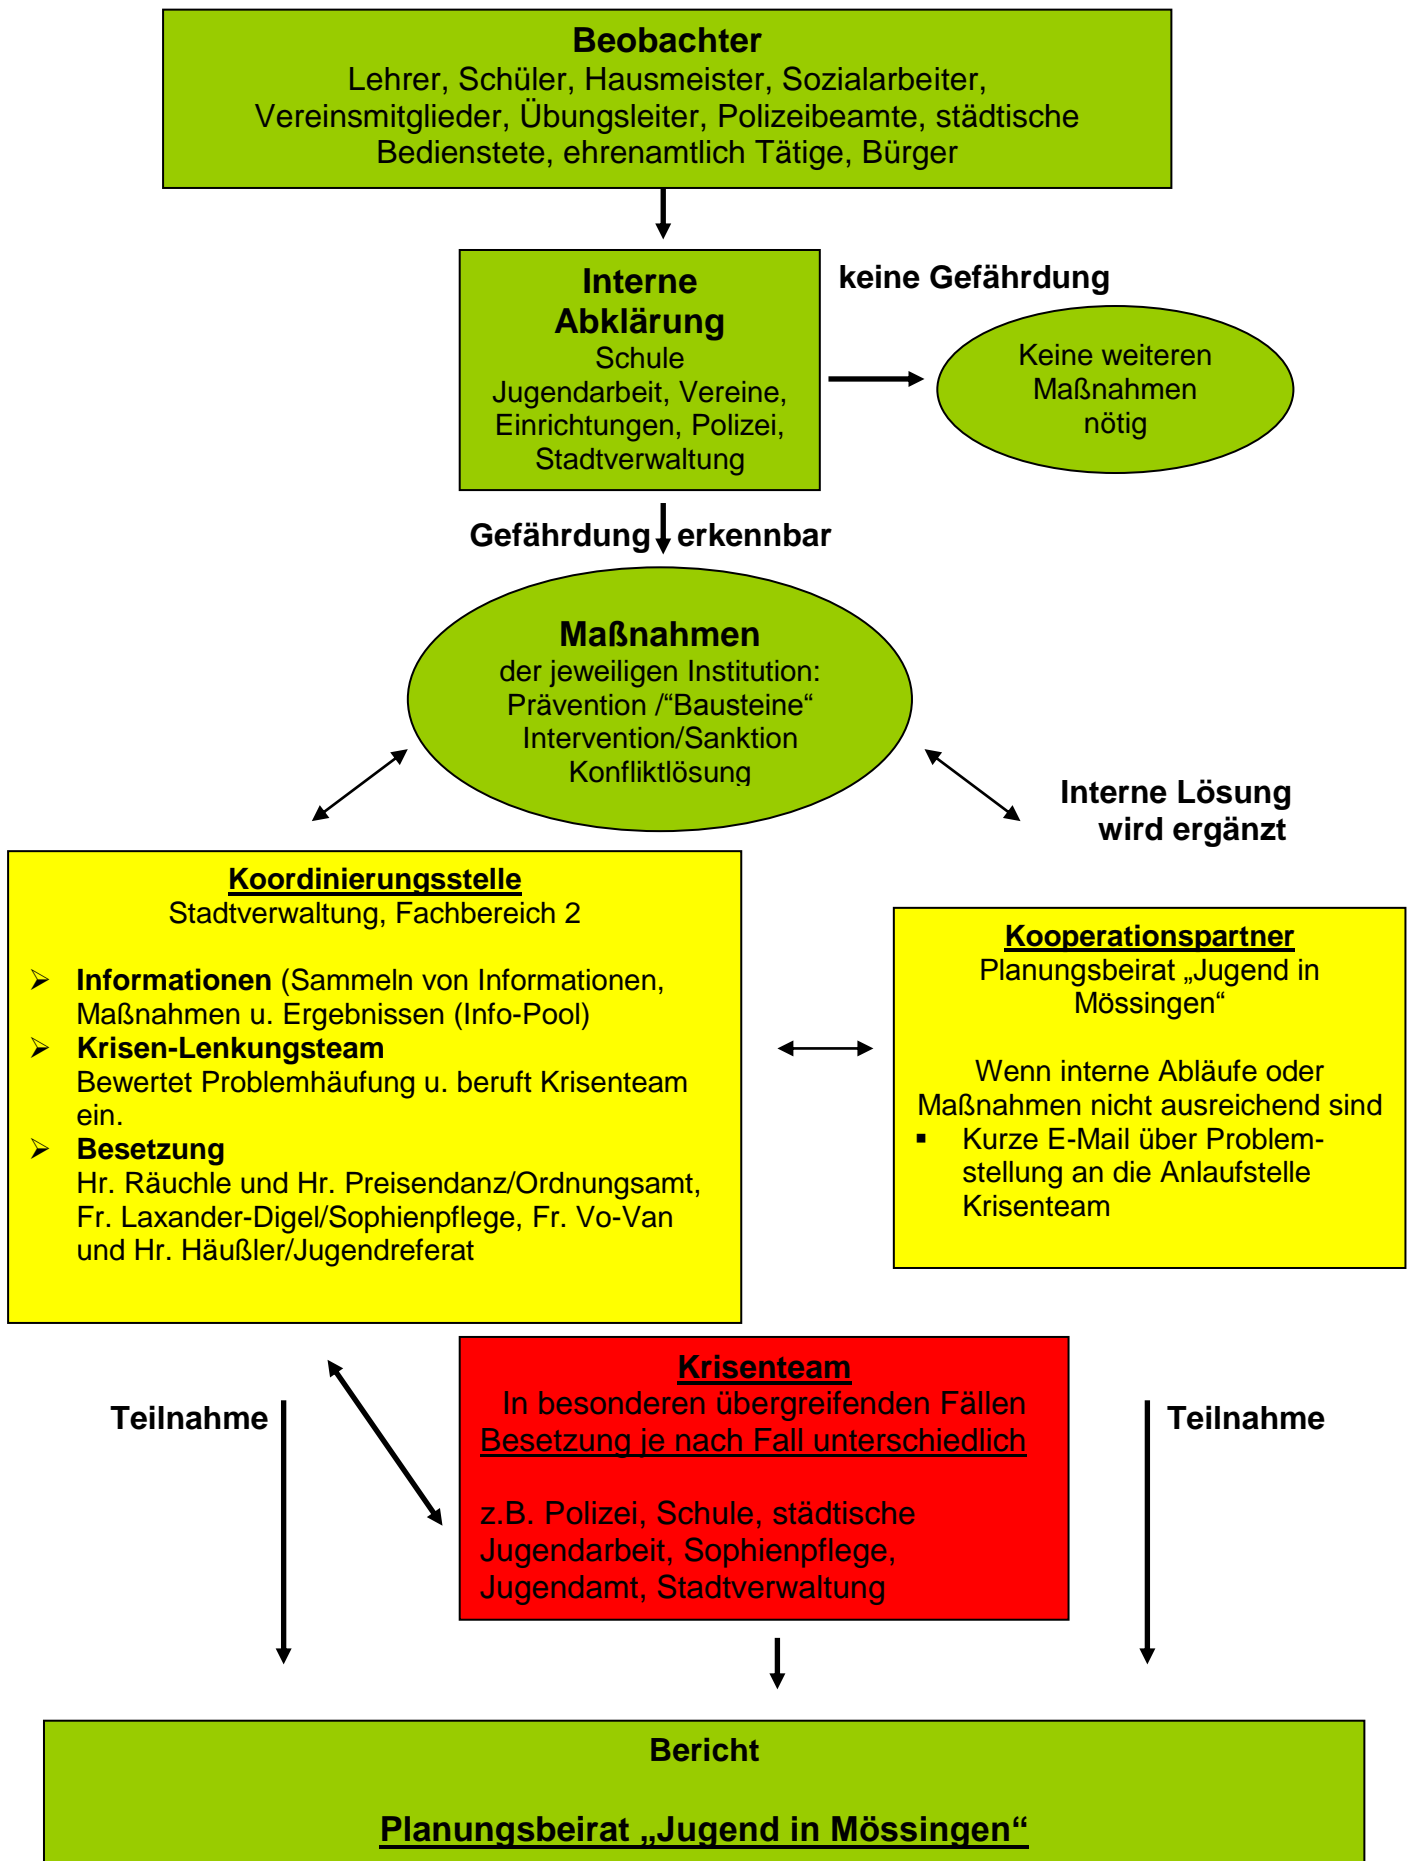 Beobachter
Lehrer, Schüler, Hausmeister, Sozialarbeiter,
Vereinsmitglieder, Übungsleiter, Polizeibeamte, städtische
Bedienstete, ehrenamtlich Tätige, Bürger
Interne
Abklärung
Schule
Jugendarbeit, Vereine,
Einrichtungen, Polizei,
Stadtverwaltung
keine Gefährdung
Keine weiteren
Maßnahmen
nötig
Gefährdung erkennbar
Maßnahmen
der jeweiligen Institution:
Prävention /“Bausteine“
Intervention/Sanktion
Konfliktlösung
Interne Lösung
wird ergänzt
Koordinierungsstelle
Stadtverwaltung, Fachbereich 2
➢ Informationen (Sammeln von Informationen,
Maßnahmen u. Ergebnissen (Info-Pool)
➢ Krisen-Lenkungsteam
Bewertet Problemhäufung u. beruft Krisenteam
ein.
➢ Besetzung
Hr. Räuchle und Hr. Preisendanz/Ordnungsamt,
Fr. Laxander-Digel/Sophienpflege, Fr. Vo-Van
und Hr. Häußler/Jugendreferat
Kooperationspartner
Planungsbeirat „Jugend in
Mössingen“
Wenn interne Abläufe oder
Maßnahmen nicht ausreichend sind
▪ Kurze E-Mail über Problem-
stellung an die Anlaufstelle
Krisenteam
Teilnahme
Krisenteam
In besonderen übergreifenden Fällen
Besetzung je nach Fall unterschiedlich
z.B. Polizei, Schule, städtische
Jugendarbeit, Sophienpflege,
Jugendamt, Stadtverwaltung
Teilnahme
Bericht
Planungsbeirat „Jugend in Mössingen“